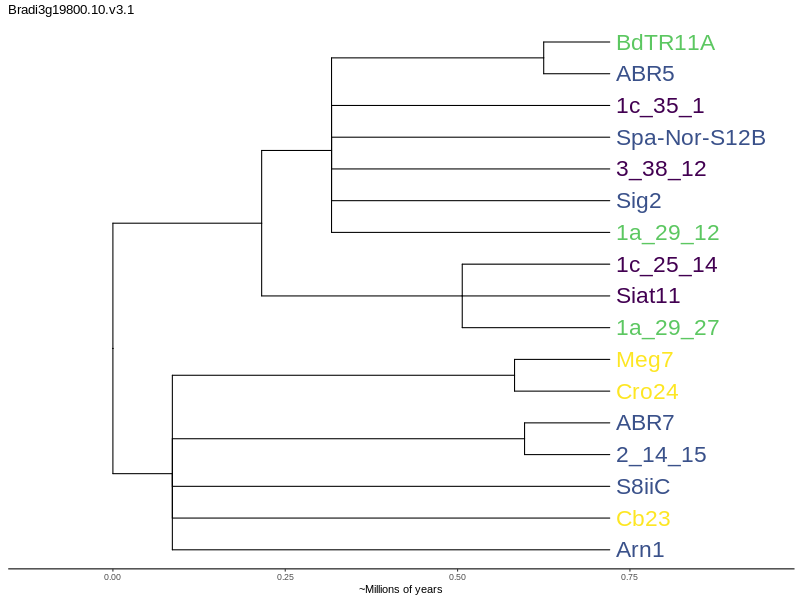 Bradi3g19800.10.v3.1
BdTR11A
ABR5
1c_35_1
Spa-Nor-S12B
3_38_12
Sig2
1a_29_12
1c_25_14
Siat11
1a_29_27
Meg7
Cro24
ABR7
2_14_15
S8iiC
Cb23
Arn1
0.00 0.25 0.50 0.75
~Millions of years